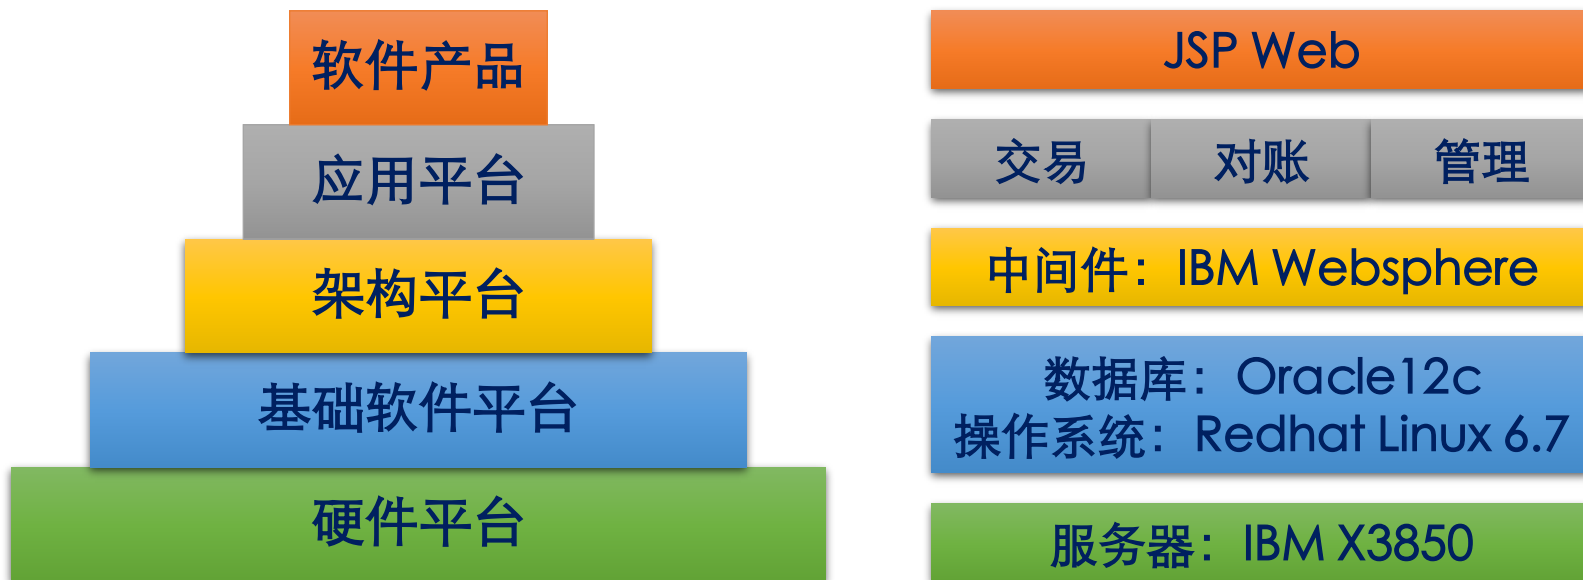 软件产品
应用平台
架构平台
基础软件平台
硬件平台
JSP Web
交易 对账 管理
中间件：IBM Websphere
数据库：Oracle12c
操作系统：Redhat Linux 6.7
服务器：IBM X3850